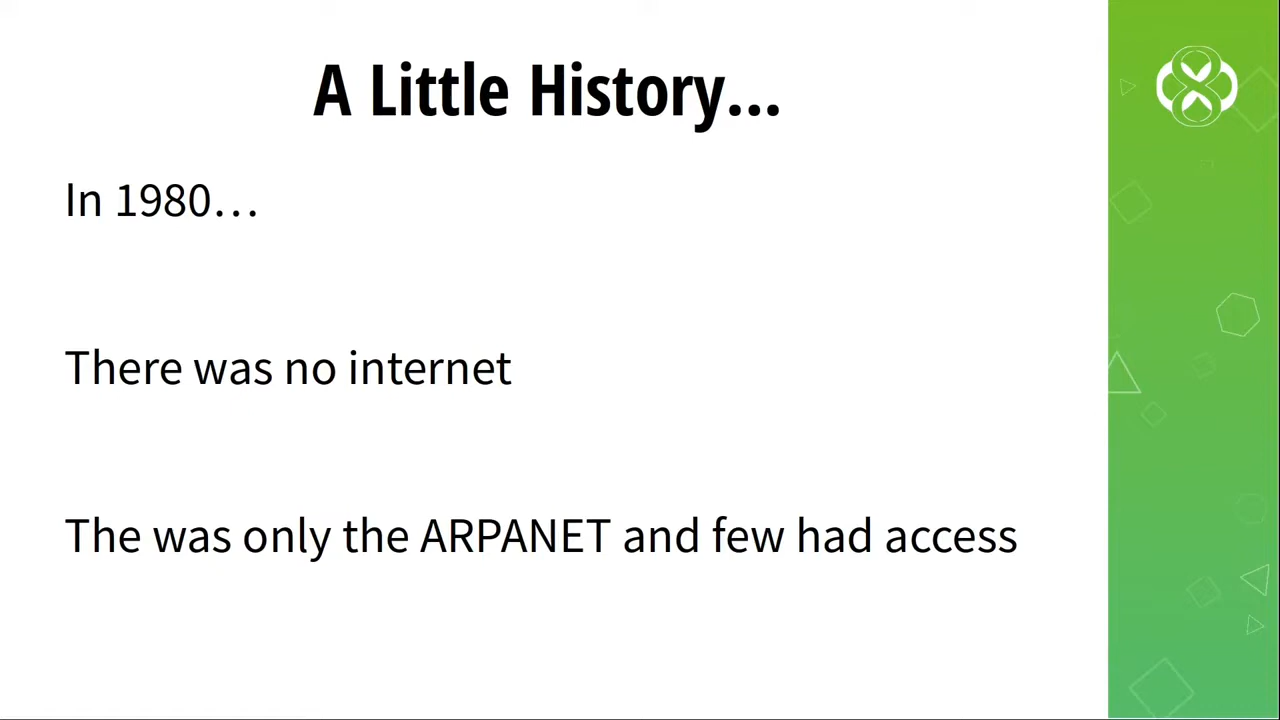 A Little History...
In 1980…
There was no internet
The was only the ARPANET and few had access